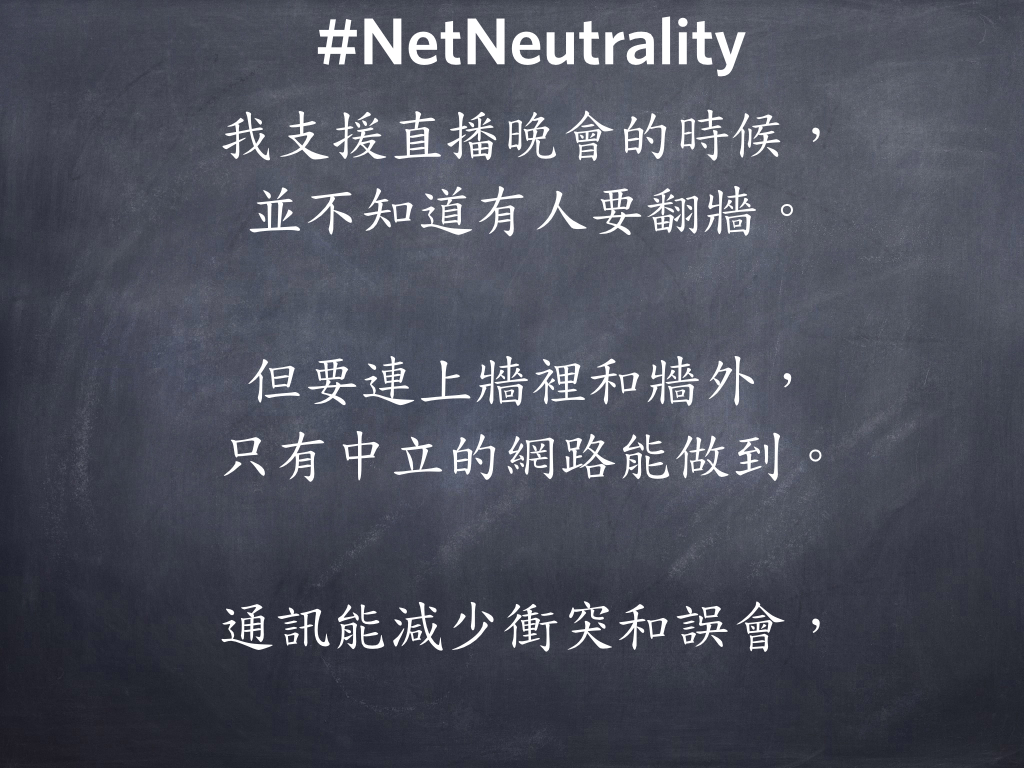 #NetNeutrality
我支援直播晚會的時候，
並不知道有人要翻牆。
但要連上牆裡和牆外，
只有中立的網路能做到。
通訊能減少衝突和誤會，